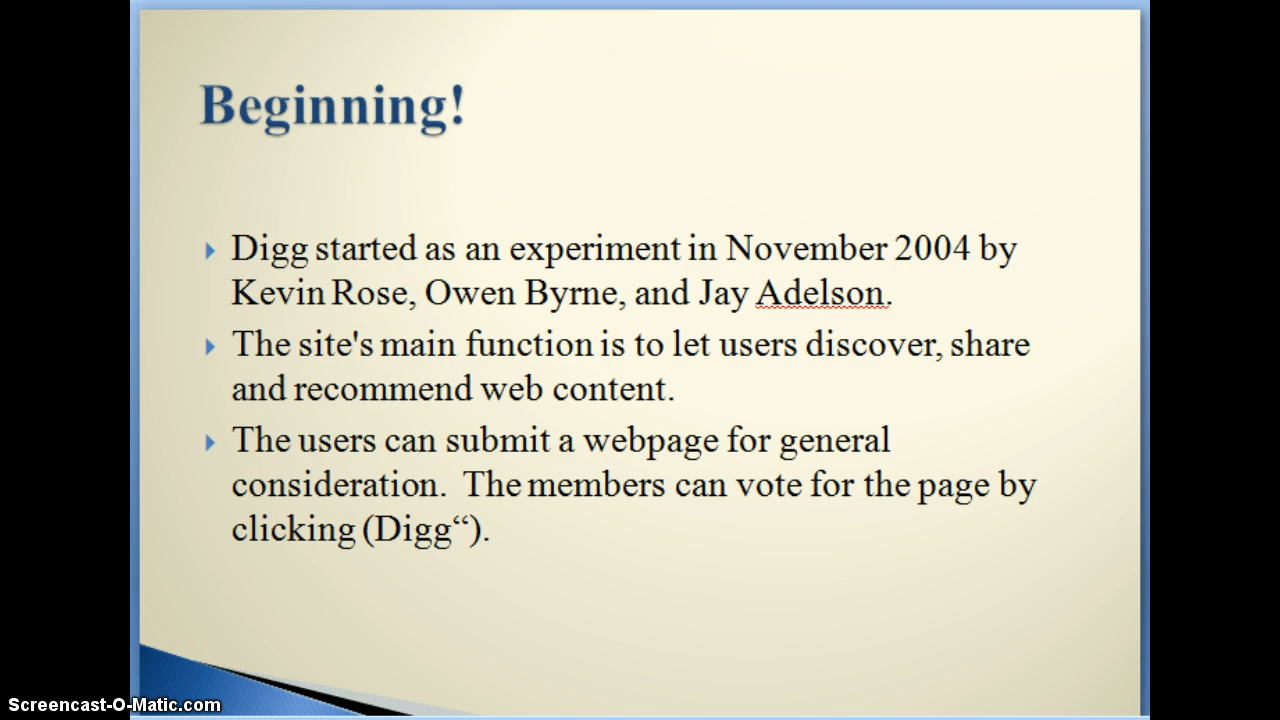 Beginning!
Digg started as an experiment in November 2004 by
Kevin Rose, Owen Byrne, and Jay Adelson.
The site's main function is to let users discover, share
and recommend web content.
The users can submit a webpage for general
consideration.  The members can vote for the page by
clicking (Digg“).
Screencast-O-Matic.com